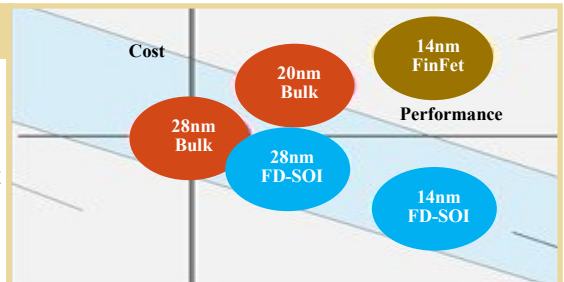 Cost
14nm
FinFet
20nm
Bulk
Performance
28nm
Bulk
28nm
FD-SOI
14nm
FD-SOI